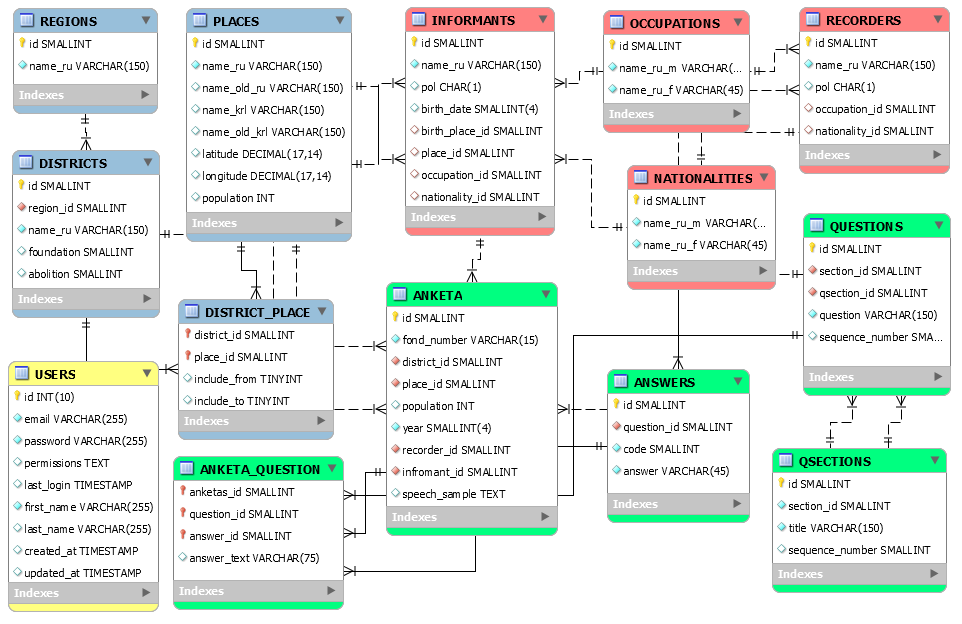 REGIONS
id SMALLINT
name_ru VARCHAR(150)
Indexes
PLACES
id SMALLINT
name_ru VARCHAR(150)
name_old_ru VARCHAR(150)
name_krl VARCHAR(150)
name_old_krl VARCHAR(150)
latitude DECIMAL(17,14)
longitude DECIMAL(17,14)
population INT
Indexes
INFORMANTS
id SMALLINT
name_ru VARCHAR(150)
pol CHAR(1)
birth_date SMALLINT(4)
birth_place_id SMALLINT
place_id SMALLINT
occupation_id SMALLINT
nationality_id SMALLINT
Indexes
OCCUPATIONS
id SMALLINT
name_ru_m VARCHAR(...
name_ru_f VARCHAR(45)
Indexes
RECORDERS
id SMALLINT
name_ru VARCHAR(150)
pol CHAR(1)
occupation_id SMALLINT
nationality_id SMALLINT
Indexes
DISTRICTS
id SMALLINT
region_id SMALLINT
name_ru VARCHAR(150)
foundation SMALLINT
abolition SMALLINT
Indexes
NATIONALITIES
id SMALLINT
name_ru_m VARCHAR(...
name_ru_f VARCHAR(45)
Indexes
QUESTIONS
id SMALLINT
section_id SMALLINT
qsection_id SMALLINT
question VARCHAR(150)
sequence_number SMA...
Indexes
DISTRICT_PLACE
district_id SMALLINT
place_id SMALLINT
include_from TINYINT
include_to TINYINT
Indexes
ANKETA
id SMALLINT
fond_number VARCHAR(15)
district_id SMALLINT
place_id SMALLINT
population INT
year SMALLINT(4)
recorder_id SMALLINT
infromant_id SMALLINT
speech_sample TEXT
Indexes
USERS
id INT(10)
email VARCHAR(255)
password VARCHAR(255)
permissions TEXT
last_login TIMESTAMP
first_name VARCHAR(255)
last_name VARCHAR(255)
created_at TIMESTAMP
updated_at TIMESTAMP
Indexes
ANSWERS
id SMALLINT
question_id SMALLINT
code SMALLINT
answer VARCHAR(45)
Indexes
ANKETA_QUESTION
anketas_id SMALLINT
question_id SMALLINT
answer_id SMALLINT
answer_text VARCHAR(75)
Indexes
QSECTIONS
id SMALLINT
section_id SMALLINT
title VARCHAR(150)
sequence_number SMALLINT
Indexes